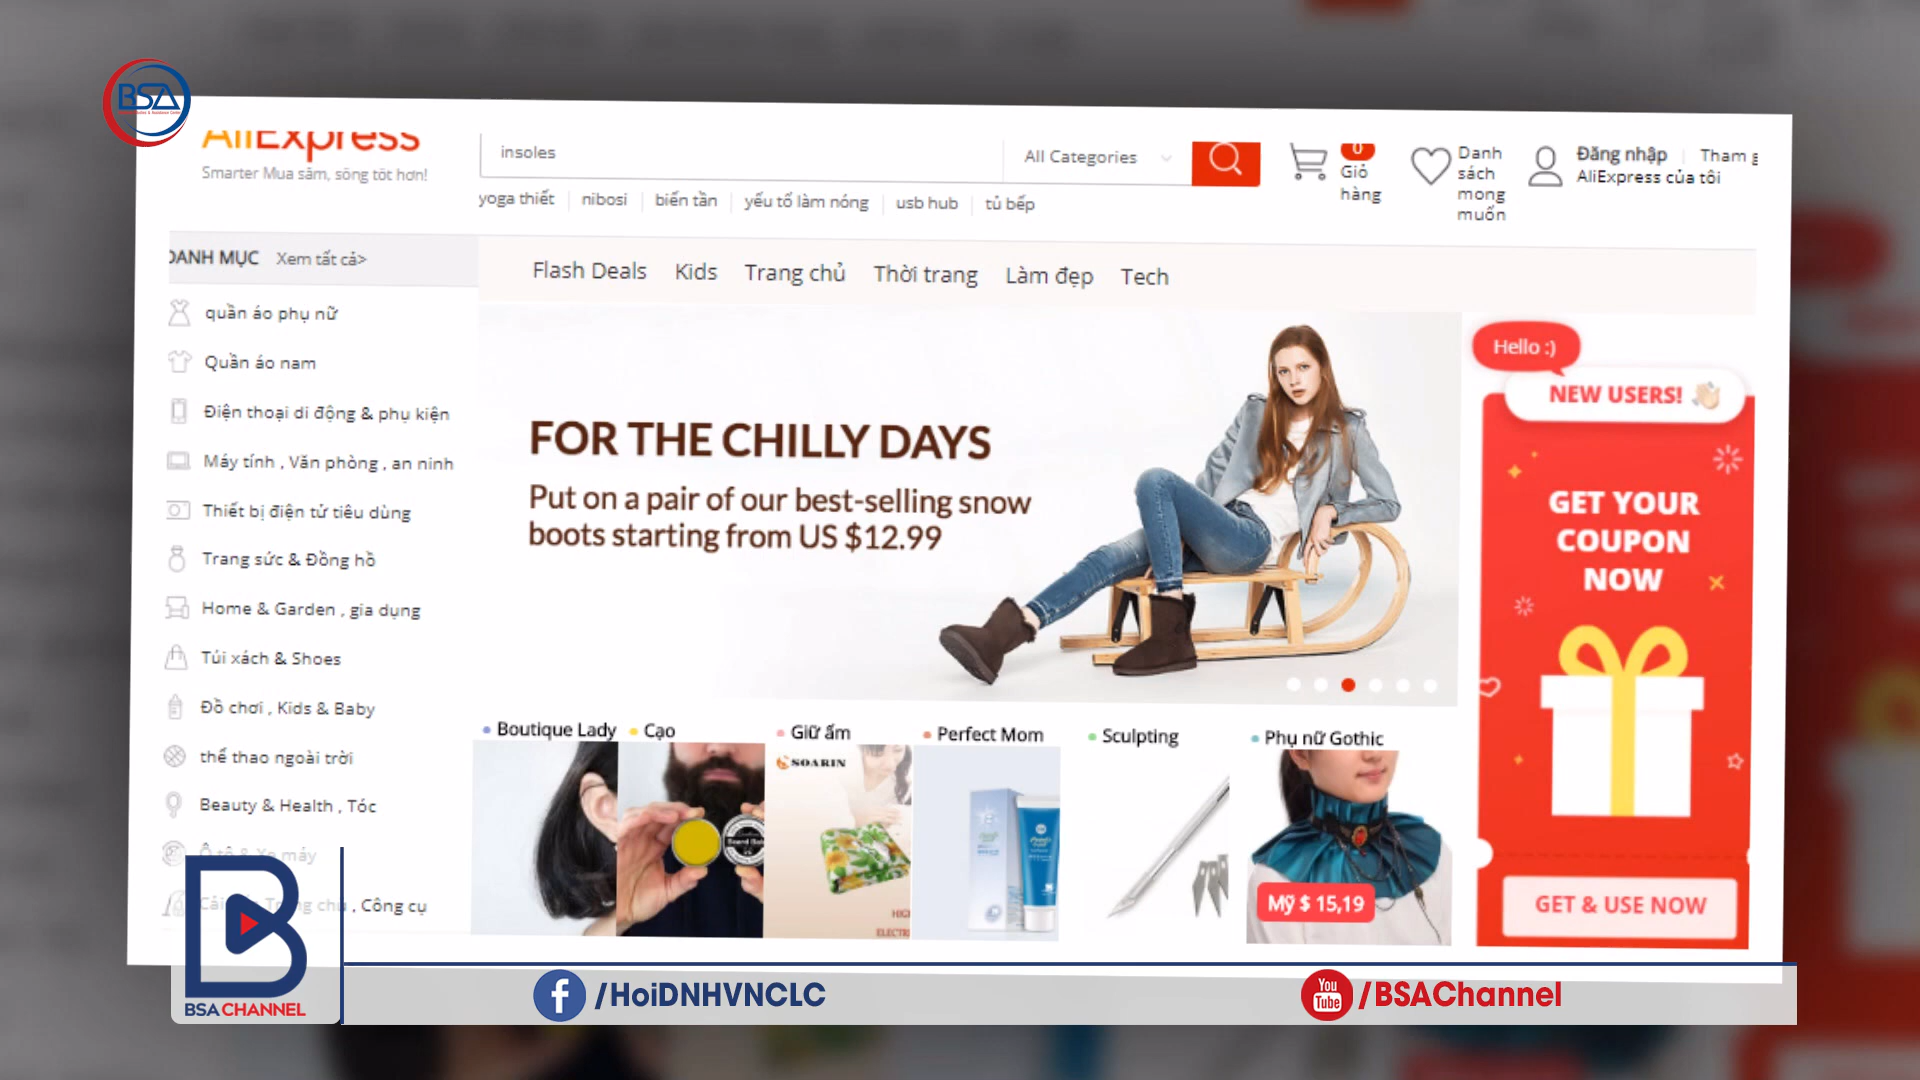 BSA
AliExpress
Smarter Mua sắm, sống tốt hơn!
insoles
All Categories
0
Giỏ
hàng
Danh
sách
mong
muốn
Đăng nhập
Tham g
AliExpress của tôi
yoga thiết
nibosi
biến tần
yếu tố làm nóng
usb hub
tủ bếp
DANH MỤC Xem tất cả>
Flash Deals Kids Trang chủ Thời trang Làm đẹp Tech
quần áo phụ nữ
Quần áo nam
Điện thoại di động & phụ kiện
Máy tính , Văn phòng , an ninh
Thiết bị điện tử tiêu dùng
Trang sức & Đồng hồ
Home & Garden , gia dụng
Túi xách & Shoes
Đồ chơi , Kids & Baby
thể thao ngoài trời
Beauty & Health , Tóc
Ô tô & Xe máy
, Công cụ
FOR THE CHILLY DAYS
Put on a pair of our best-selling snow
boots starting from US $12.99
Hello :)
NEW USERS!
GET YOUR
COUPON
NOW
GET & USE NOW
Boutique Lady
Cạo
Giữ ấm
Perfect Mom
Sculpting
Phụ nữ Gothic
SOARIN
HIG
ELECTRI
Mỹ $ 15,19
BSA CHANNEL
/HoiDNHVNCLC
You
Tube
/BSAChannel